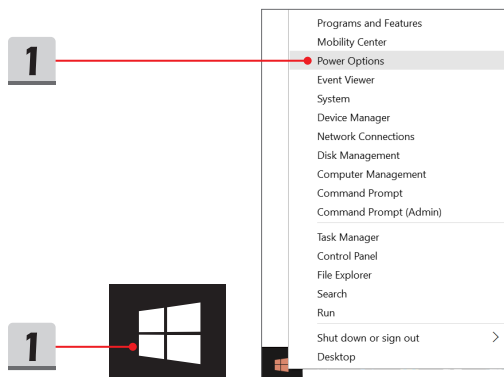 Programs and Features
Mobility Center
1
Power Options
Event Viewer
System
Device Manager
Network Connections
Disk Management
Computer Management
Command Prompt
Command Prompt (Admin)
Task Manager
Control Panel
File Explorer
Search
Run
1
Shut down or sign out
Desktop